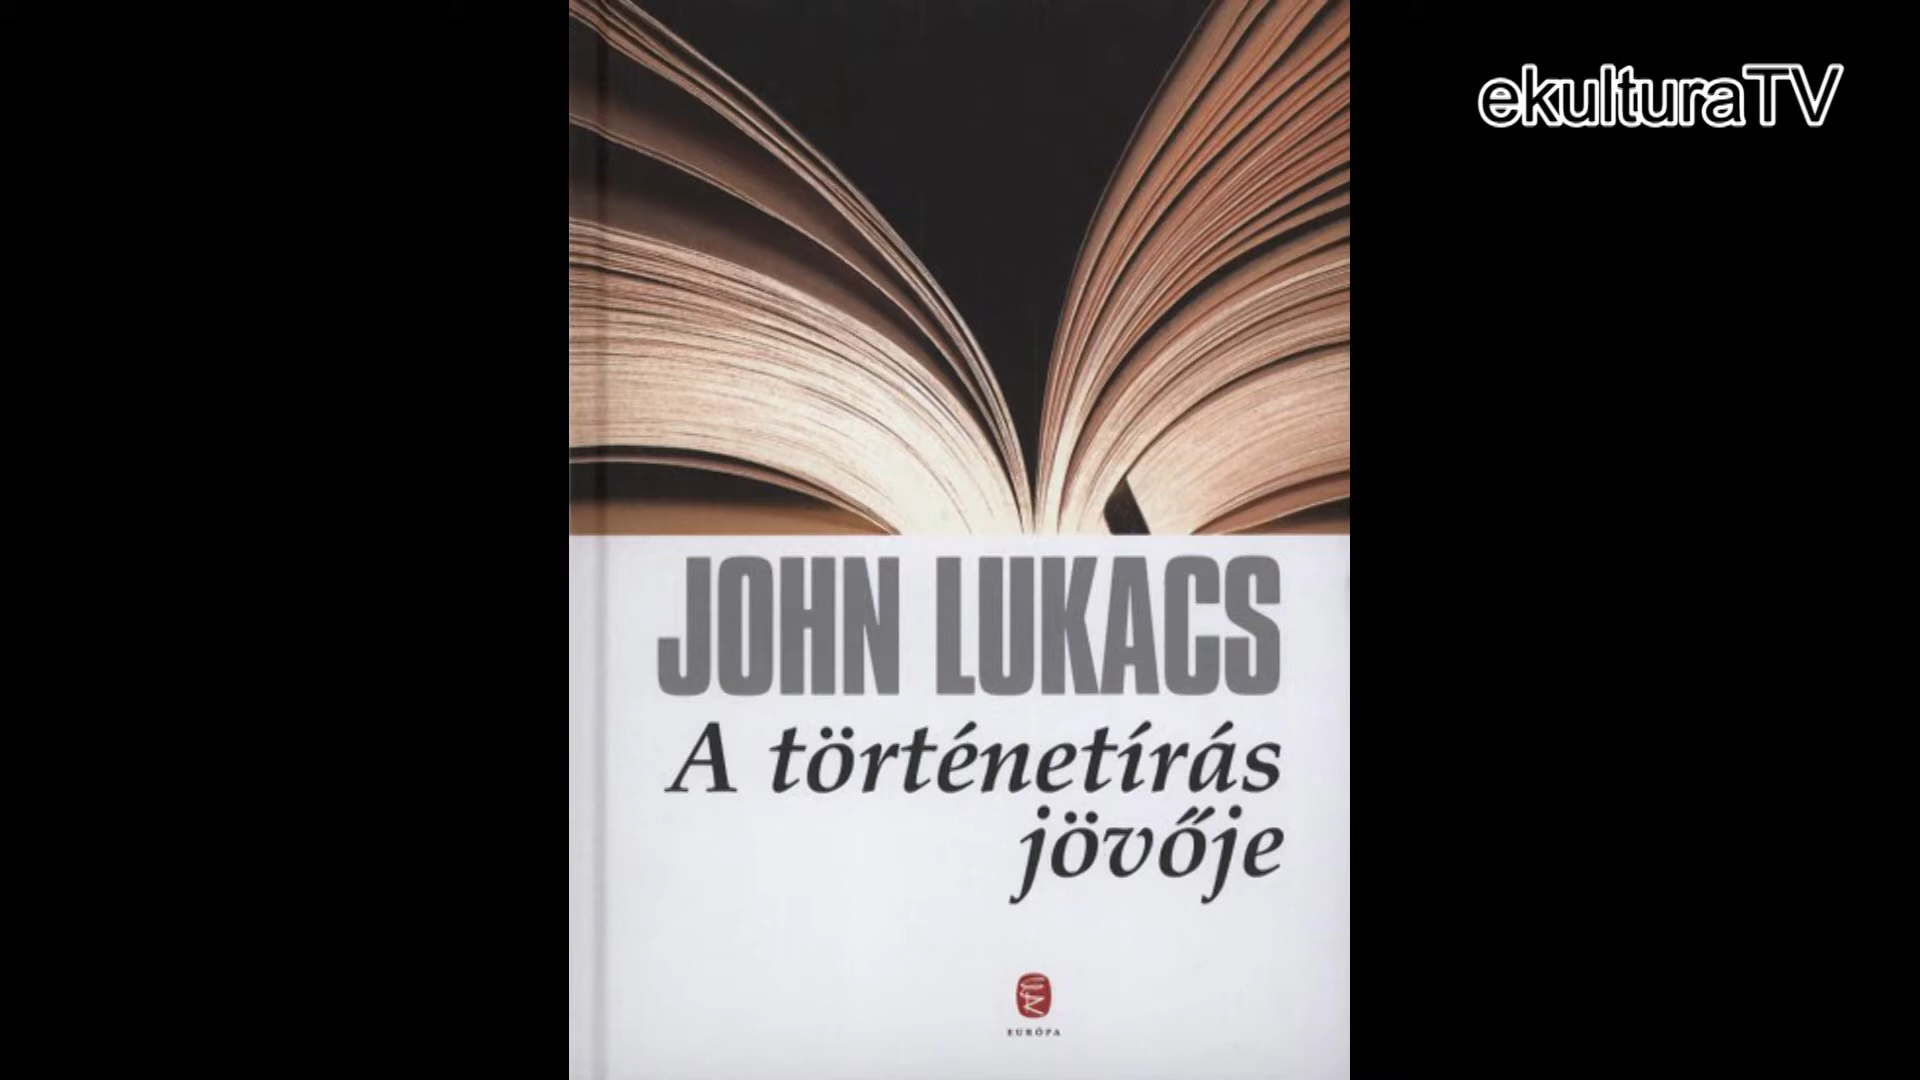 ekulturaTV
JOHN LUKACS
A történetírás
jövője
EURÓPA